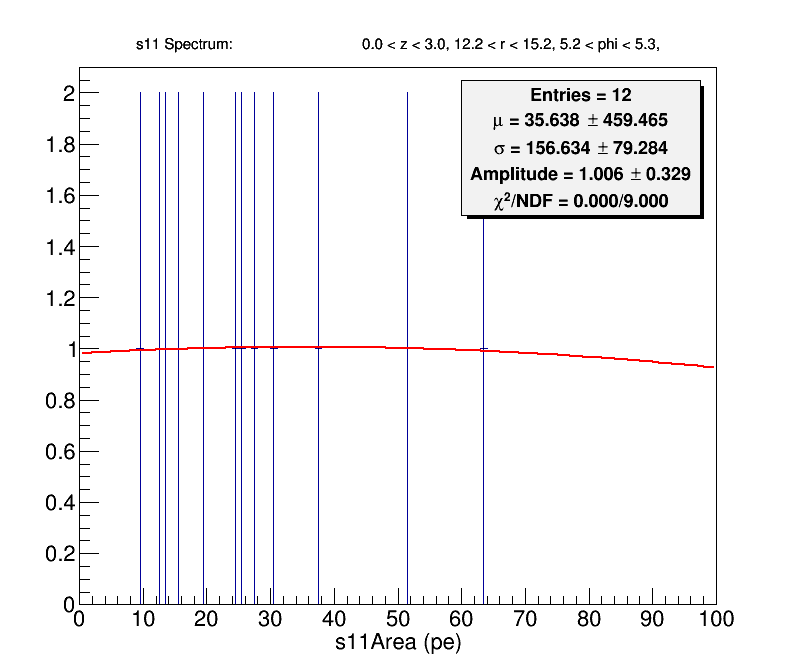 s11 Spectrum: 0.0 < z < 3.0, 12.2 < r < 15.2, 5.2 < phi < 5.3,
Entries = 12
μ = 35.638 ± 459.465
σ = 156.634 ± 79.284
Amplitude = 1.006 ± 0.329
χ²/NDF = 0.000/9.000
2
1.8
1.6
1.4
1.2
1
0.8
0.6
0.4
0.2
0
0 10 20 30 40 50 60 70 80 90 100
s11Area (pe)